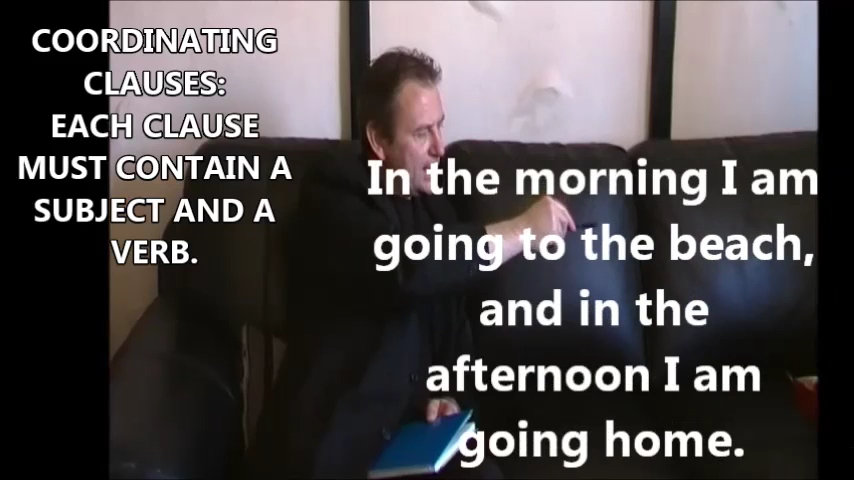 COORDINATING
CLAUSES:
EACH CLAUSE
MUST CONTAIN A
SUBJECT AND A
VERB.
In the morning I am
going to the beach,
and in the
afternoon I am
going home.